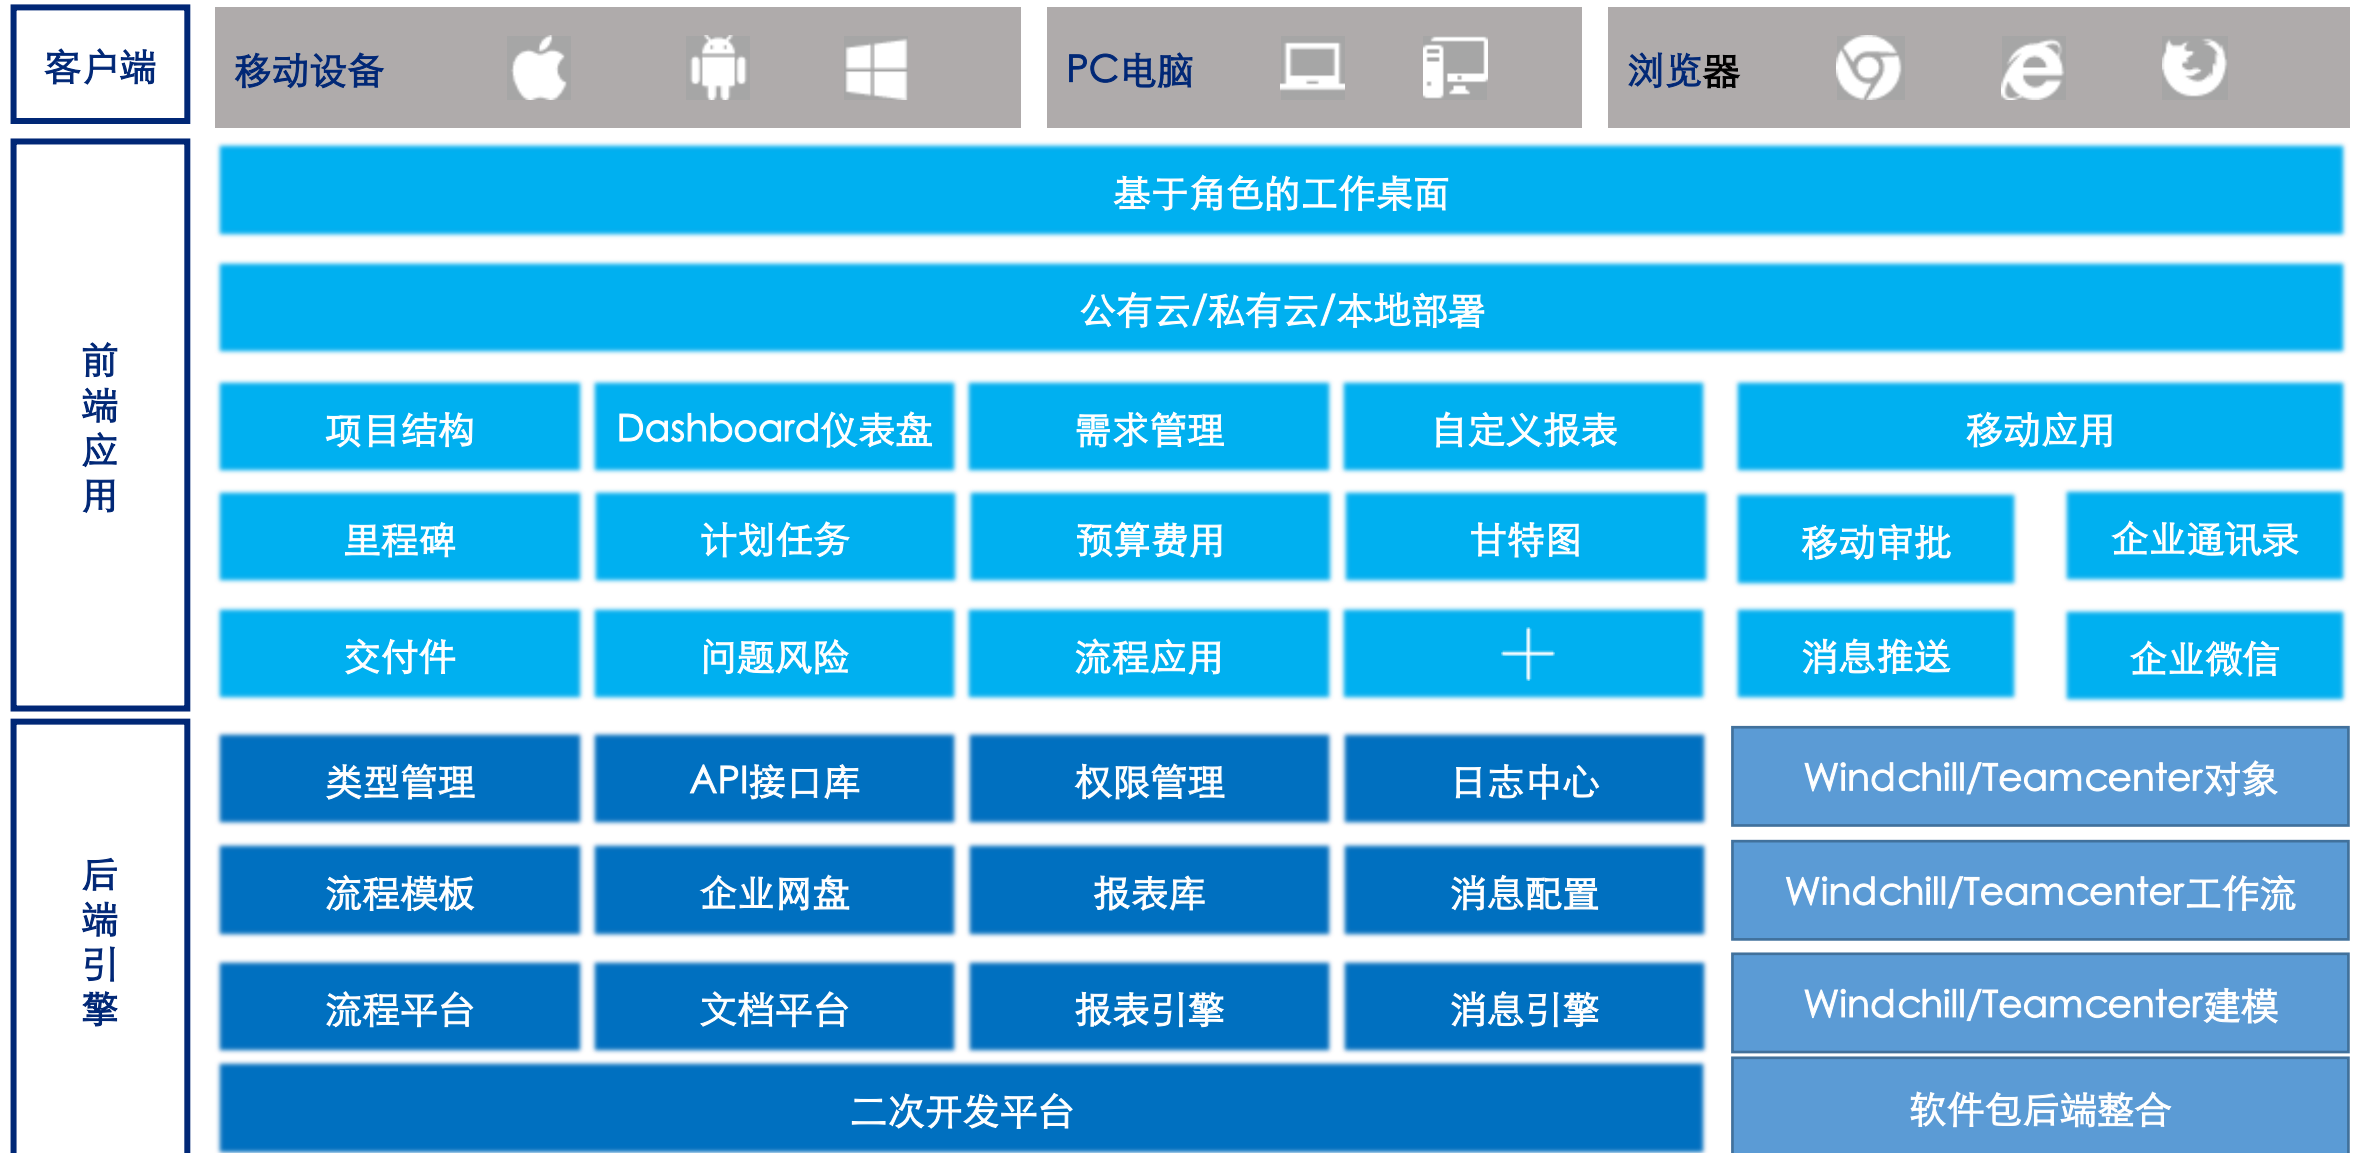 客户端
移动设备
PC电脑
浏览器
前端应用
基于角色的工作桌面
公有云/私有云/本地部署
项目结构
Dashboard仪表盘
需求管理
自定义报表
移动应用
里程碑
计划任务
预算费用
甘特图
移动审批
企业通讯录
交付件
问题风险
流程应用
消息推送
企业微信
后端引擎
类型管理
API接口库
权限管理
日志中心
Windchill/Teamcenter对象
流程模板
企业网盘
报表库
消息配置
Windchill/Teamcenter工作流
流程平台
文档平台
报表引擎
消息引擎
Windchill/Teamcenter建模
二次开发平台
软件包后端整合